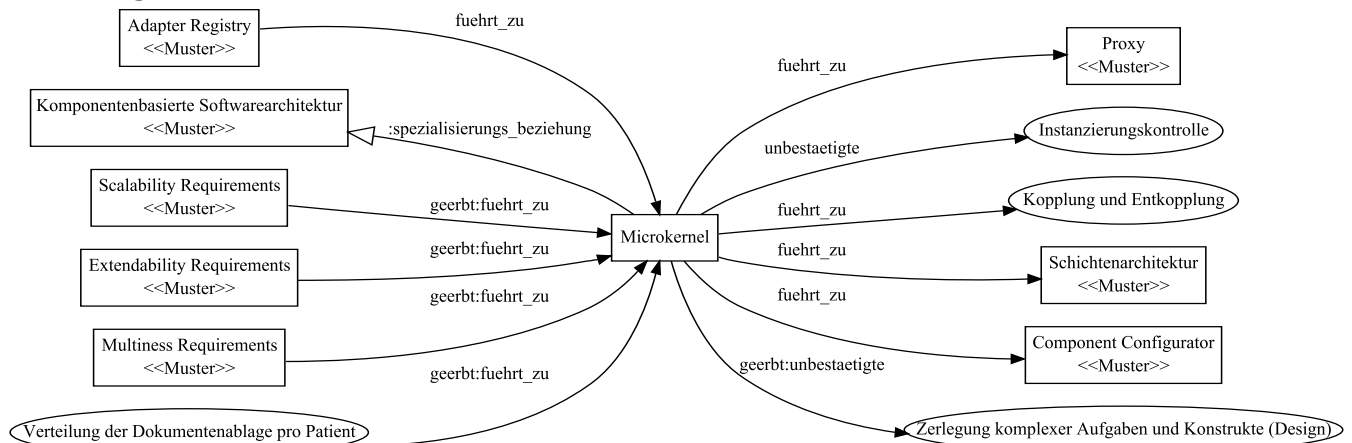 Adapter Registry
<<Muster>>
fuehrt_zu
Komponentenbasierte Softwarearchitektur
<<Muster>>
:spezialisierungs_beziehung
Scalability Requirements
<<Muster>>
geerbt:fuehrt_zu
Extendability Requirements
<<Muster>>
geerbt:fuehrt_zu
Multiness Requirements
<<Muster>>
geerbt:fuehrt_zu
Verteilung der Dokumentenablage pro Patient
geerbt:fuehrt_zu
Microkernel
fuehrt_zu
Proxy
<<Muster>>
unbestaetigte
Instanzierungskontrolle
fuehrt_zu
Kopplung und Entkopplung
fuehrt_zu
Schichtenarchitektur
<<Muster>>
fuehrt_zu
Component Configurator
<<Muster>>
geerbt:unbestaetigte
Zerlegung komplexer Aufgaben und Konstrukte (Design)